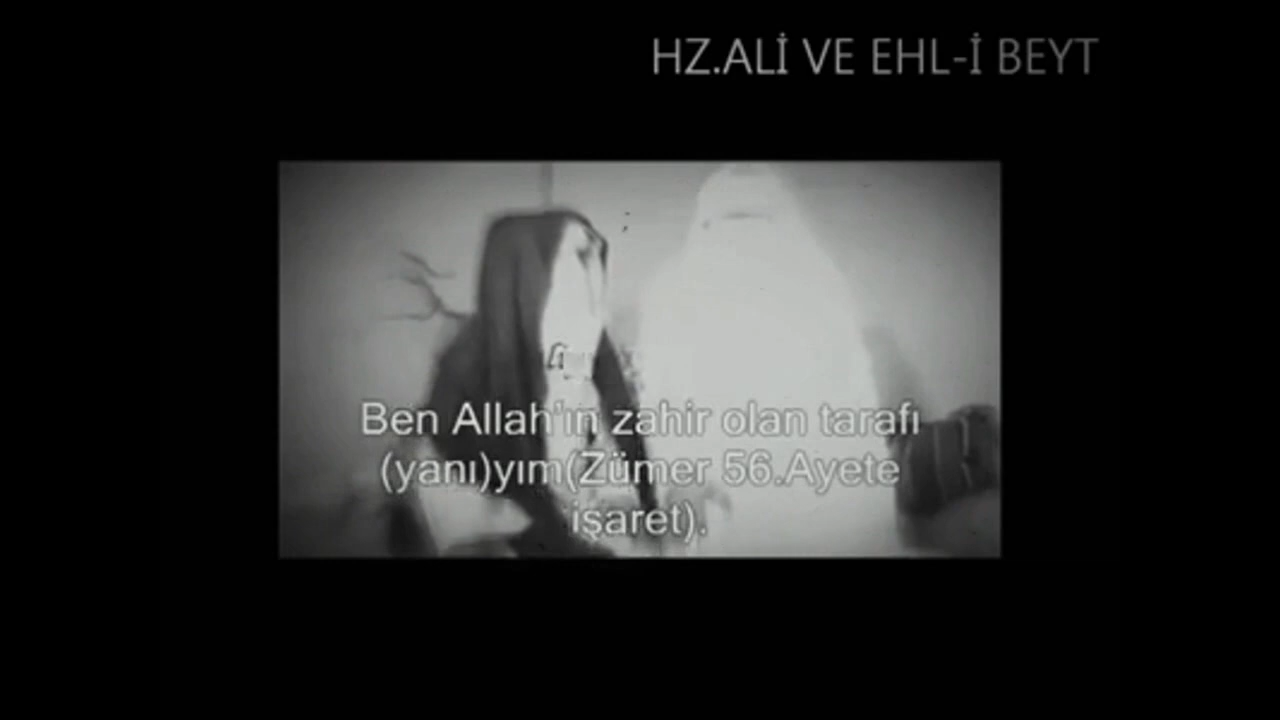 HZ.ALİ VE EHL-İ BEYT
Ben Allah'ın zahir olan tarafı
(yanı)yım(Zümer 56.Ayete
işaret).